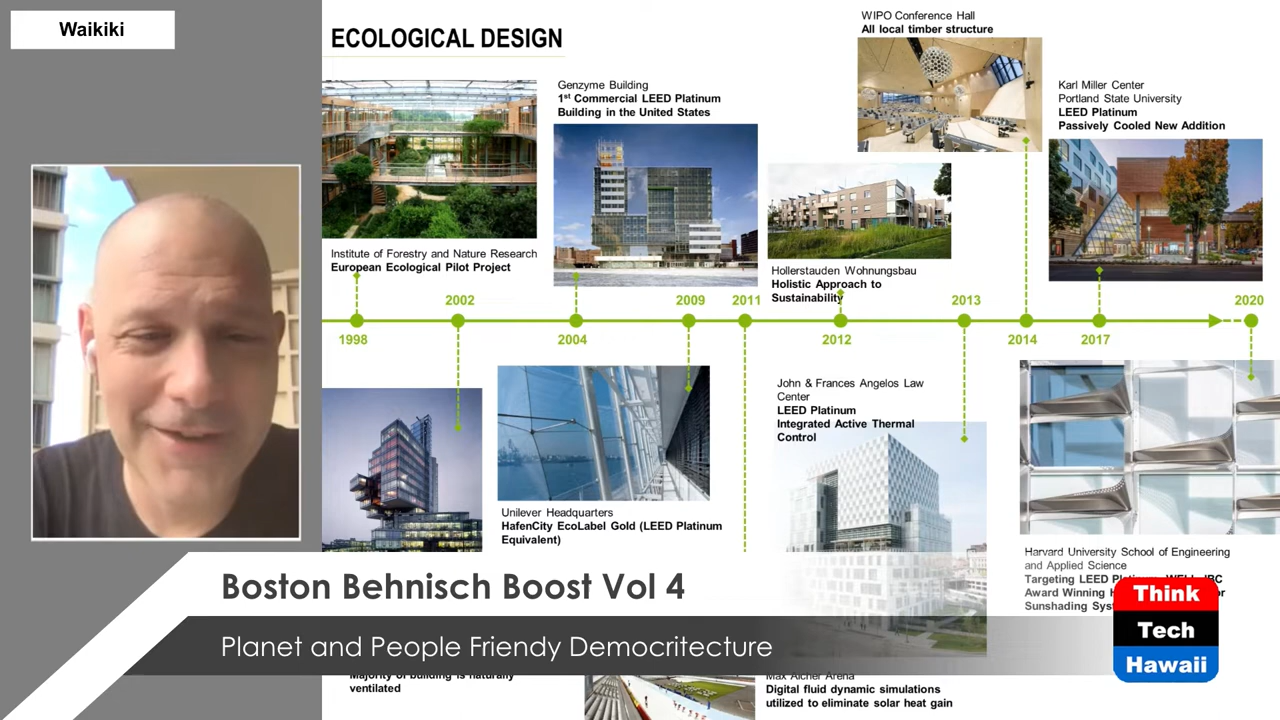 Waikiki
ECOLOGICAL DESIGN
WIPO Conference Hall
All local timber structure
Genzyme Building
1st Commercial LEED Platinum
Building in the United States
Karl Miller Center
Portland State University
LEED Platinum
Passively Cooled New Addition
Institute of Forestry and Nature Research
European Ecological Pilot Project
Hollerstauden Wohnungsbau
Holistic Approach to
Sustainability
2002
2009
2011
2013
2020
1998
2004
2012
2014
2017
John & Frances Angelos Law
Center
LEED Platinum
Integrated Active Thermal
Control
Unilever Headquarters
HafenCity EcoLabel Gold (LEED Platinum
Equivalent)
Harvard University School of Engineering
and Applied Science
Targeting LEED
Award Winning
Sunshading
Boston Behnisch Boost Vol 4
Planet and People Friendy Democritecture
Think
Tech
Hawaii
Majority of building is naturally
ventilated
Max Aicher Arena
Digital fluid dynamic simulations
utilized to eliminate solar heat gain